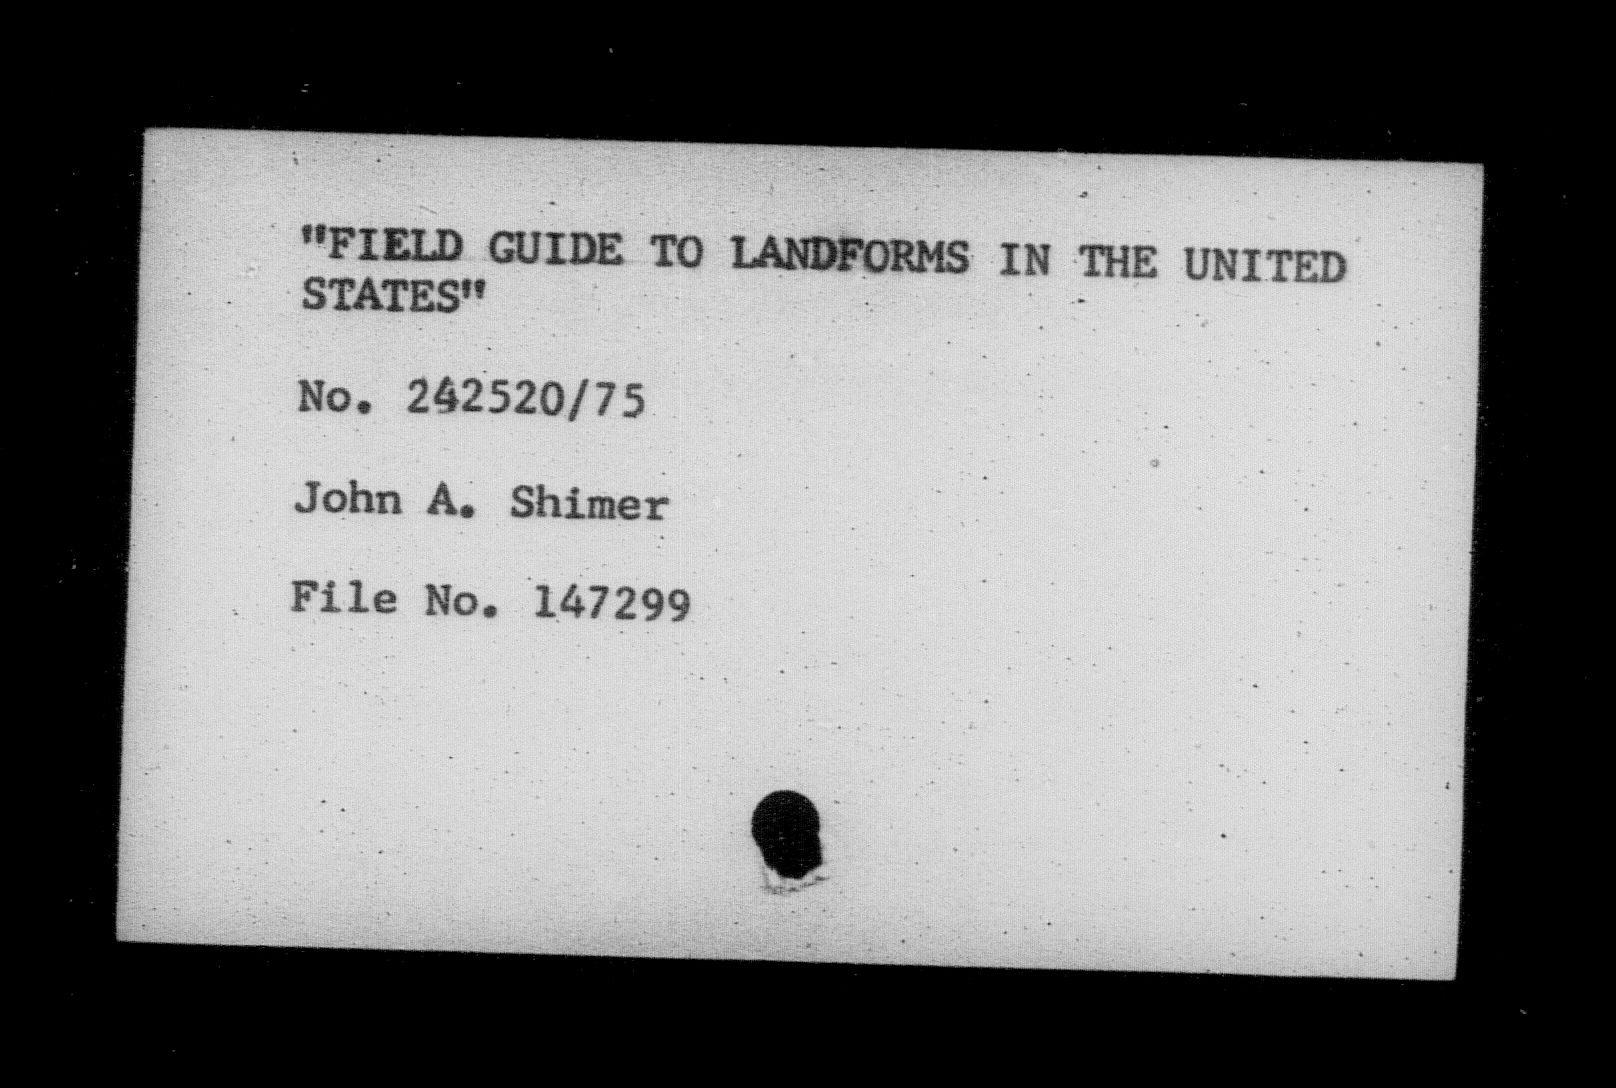 "FIELD GUIDE TO LANDFORMS IN THE UNITED
STATES"
No. 242520/75
John A. Shimer
File No. 147299